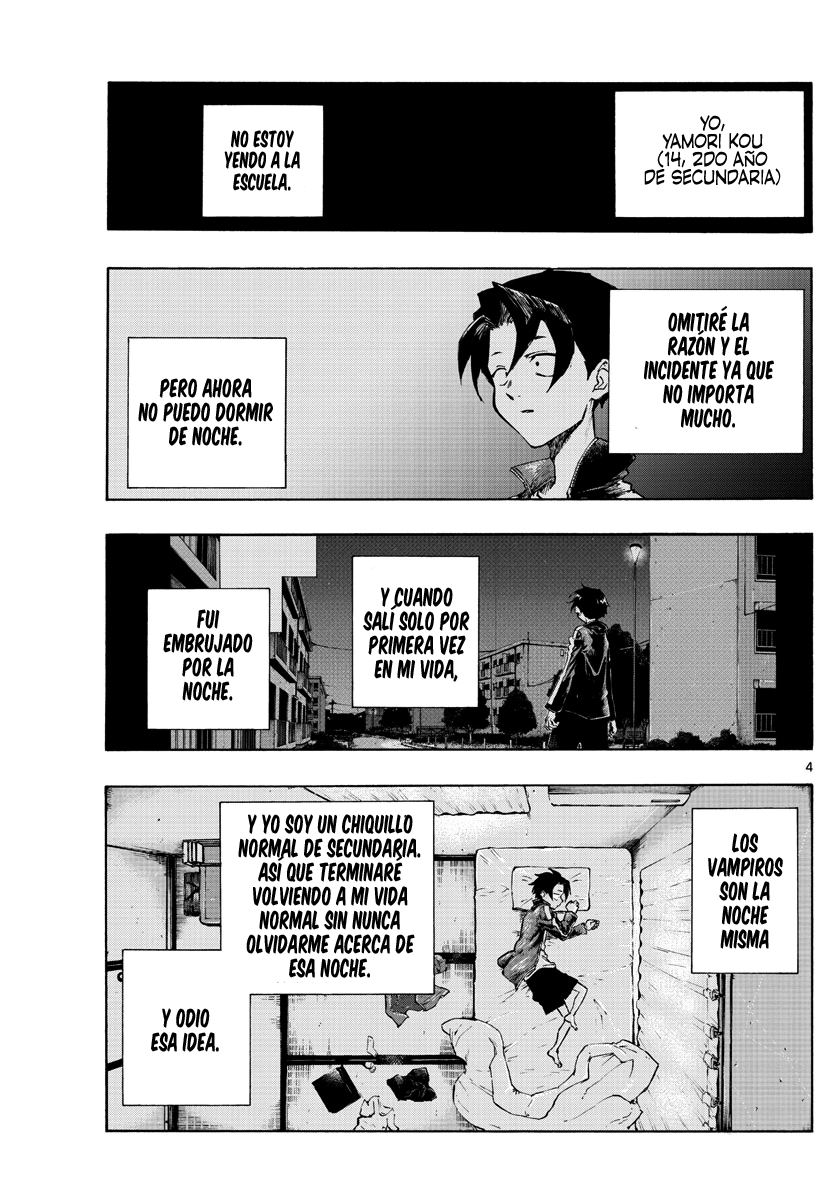 YO,
YAMORI KOU
(14, 2DO AÑO
DE SECUNDARIA)
NO ESTOY
YENDO A LA
ESCUELA.
OMITIRÉ LA
RAZÓN Y EL
INCIDENTE YA QUE
NO IMPORTA
MUCHO.
PERO AHORA
NO PUEDO DORMIR
DE NOCHE.
Y CUANDO
SALÍ SOLO POR
PRIMERA VEZ
EN MI VIDA,
FUI
EMBRUJADO
POR LA
NOCHE.
4
LOS
VAMPIROS
SON LA
NOCHE
MISMA
Y YO SOY UN CHIQUILLO
NORMAL DE SECUNDARIA.
ASÍ QUE TERMINARÉ
VOLVIENDO A MI VIDA
NORMAL SIN NUNCA
OLVIDARME ACERCA DE
ESA NOCHE.
Y ODIO
ESA IDEA.